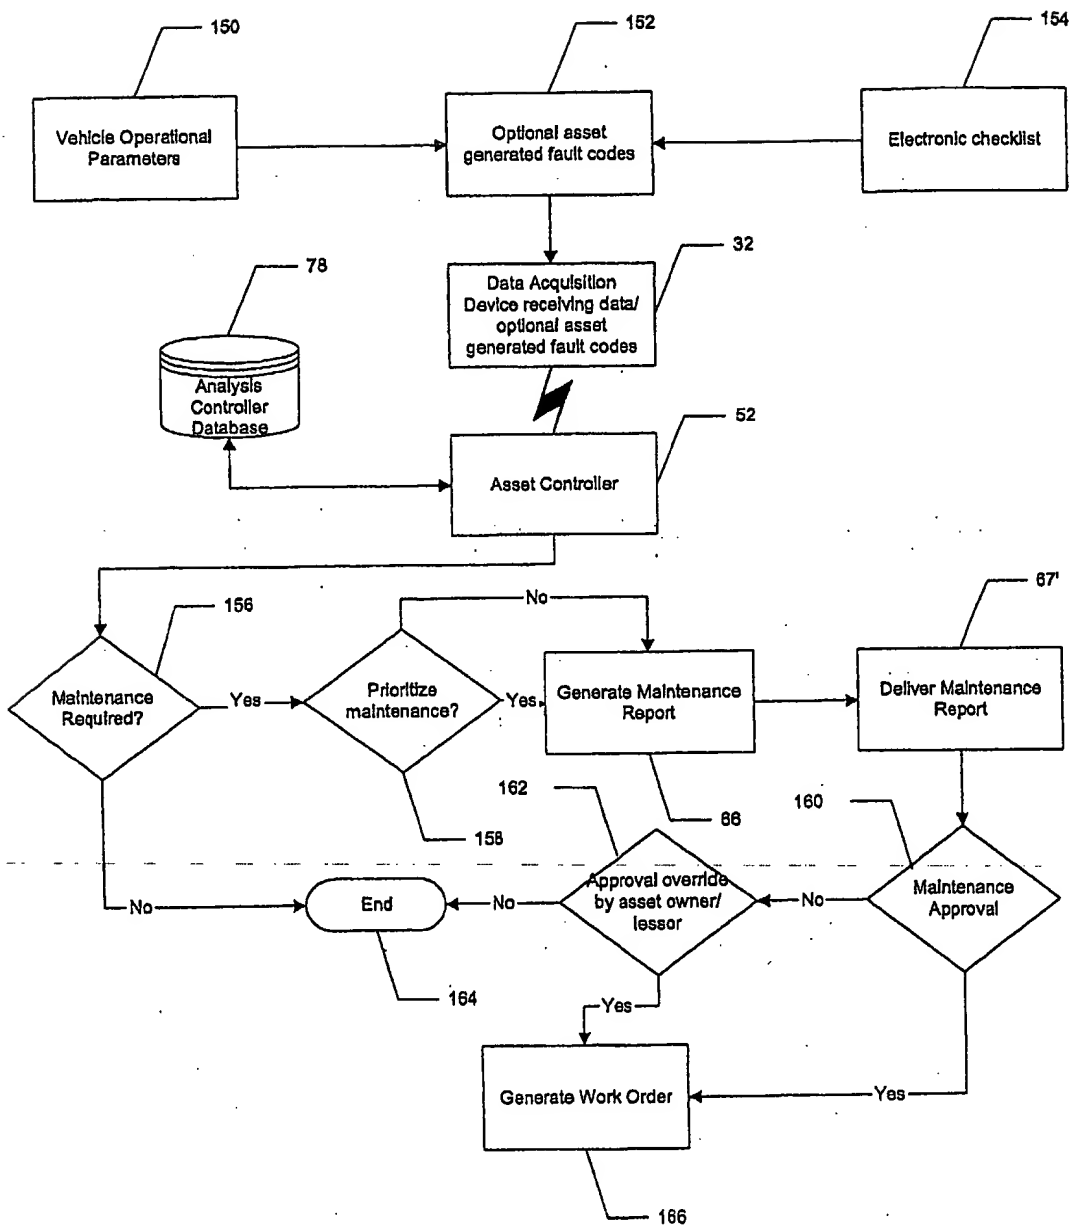 150
152
154
Vehicle Operational
Parameters
Optional asset
generated fault codes
Electronic checklist
32
78
Data Acquisition
Device receiving data/
optional asset
generated fault codes
Analysis
Controller
Database
52
Asset Controller
67'
156
No
Maintenance
Required?
Yes
Prioritize
maintenance?
Yes
Generate Maintenance
Report
Deliver Maintenance
Report
162
160
66
158
No
End
No
Approval override
by asset owner/
lessor
No
Maintenance
Approval
164
Yes
Generate Work Order
Yes
166